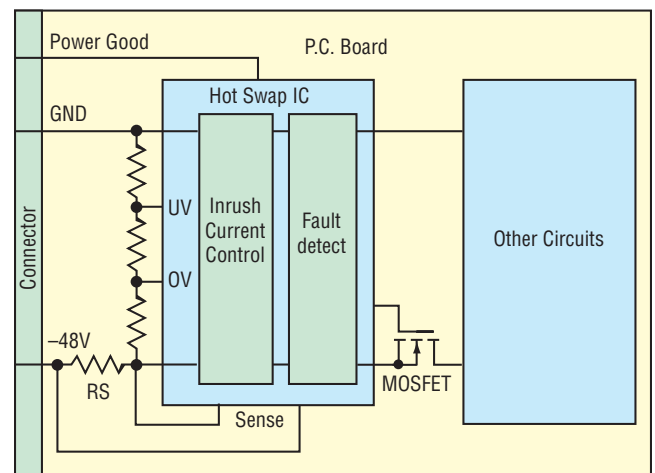 Power Good
P.C. Board
Hot Swap IC
GND
Connector
UV
OV
Inrush
Current
Control
Fault
detect
Other Circuits
–48V
RS
MOSFET
Sense